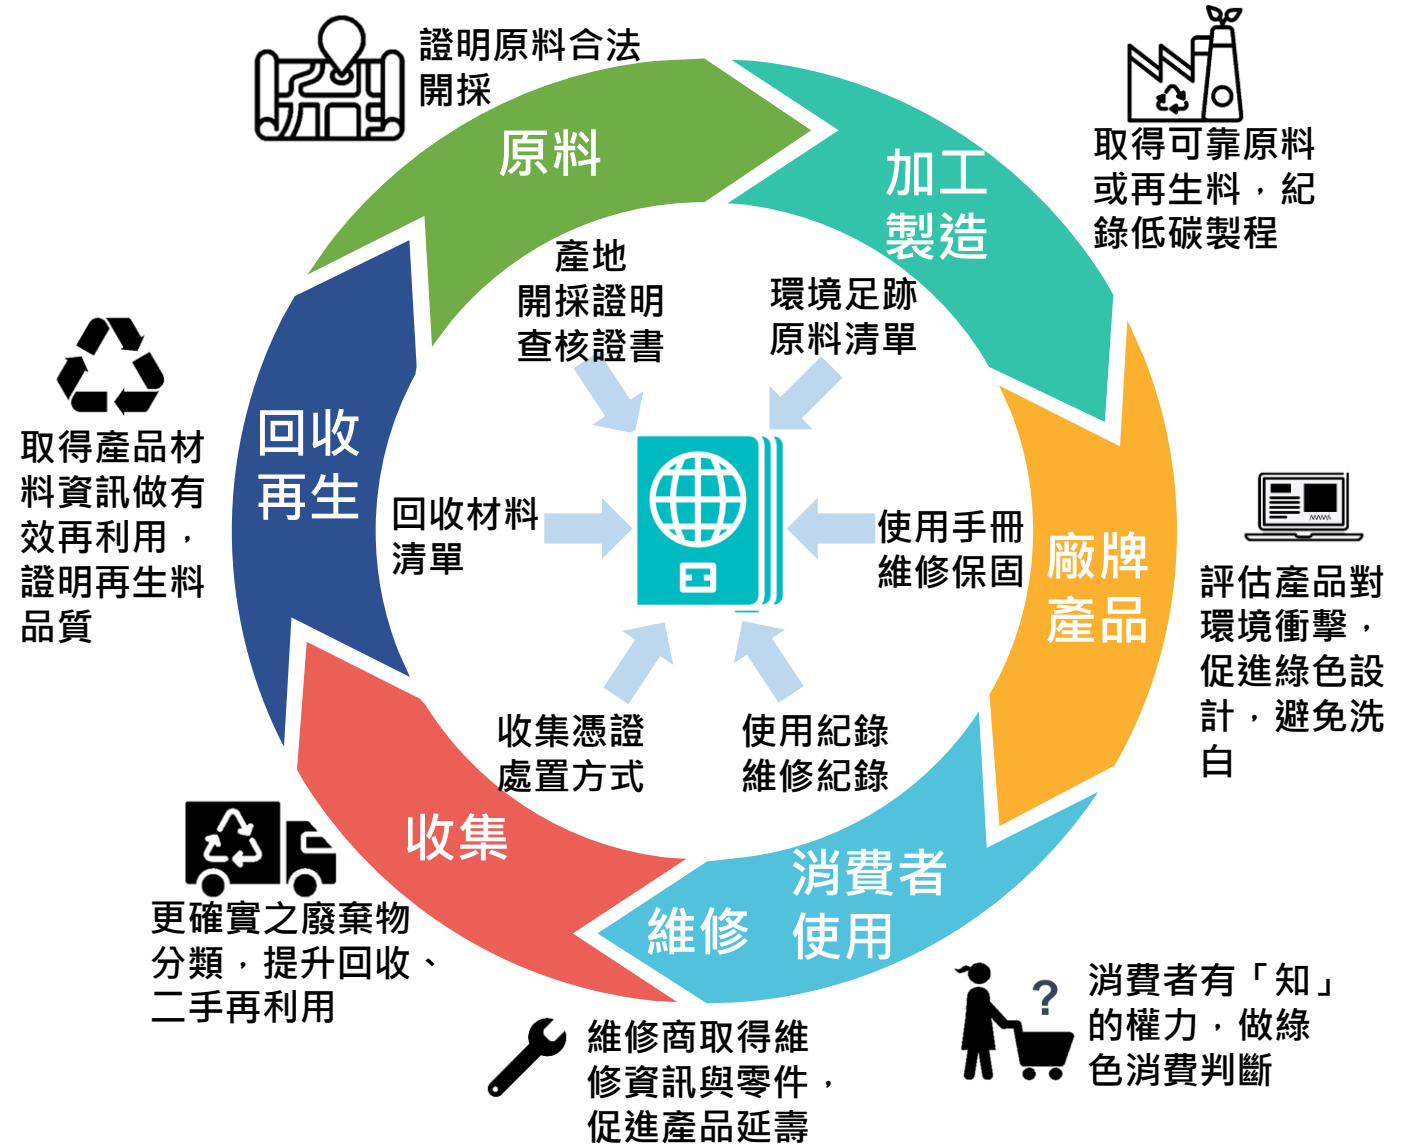 證明原料合法
開採
原料
加工
製造
取得可靠原料
或再生料，紀
錄低碳製程
產地
開採證明
查核證書
環境足跡
原料清單
回收
再生
取得產品材
料資訊做有
效再利用，
證明再生料
品質
回收材料
清單
使用手冊
維修保固
廠牌
產品
評估產品對
環境衝擊，
促進綠色設
計，避免洗
白
收集憑證
處置方式
使用紀錄
維修紀錄
收集
消費者
使用
維修
更確實之廢棄物
分類，提升回收、
二手再利用
維修商取得維
修資訊與零件，
促進產品延壽
?
消費者有「知」
的權力，做綠
色消費判斷